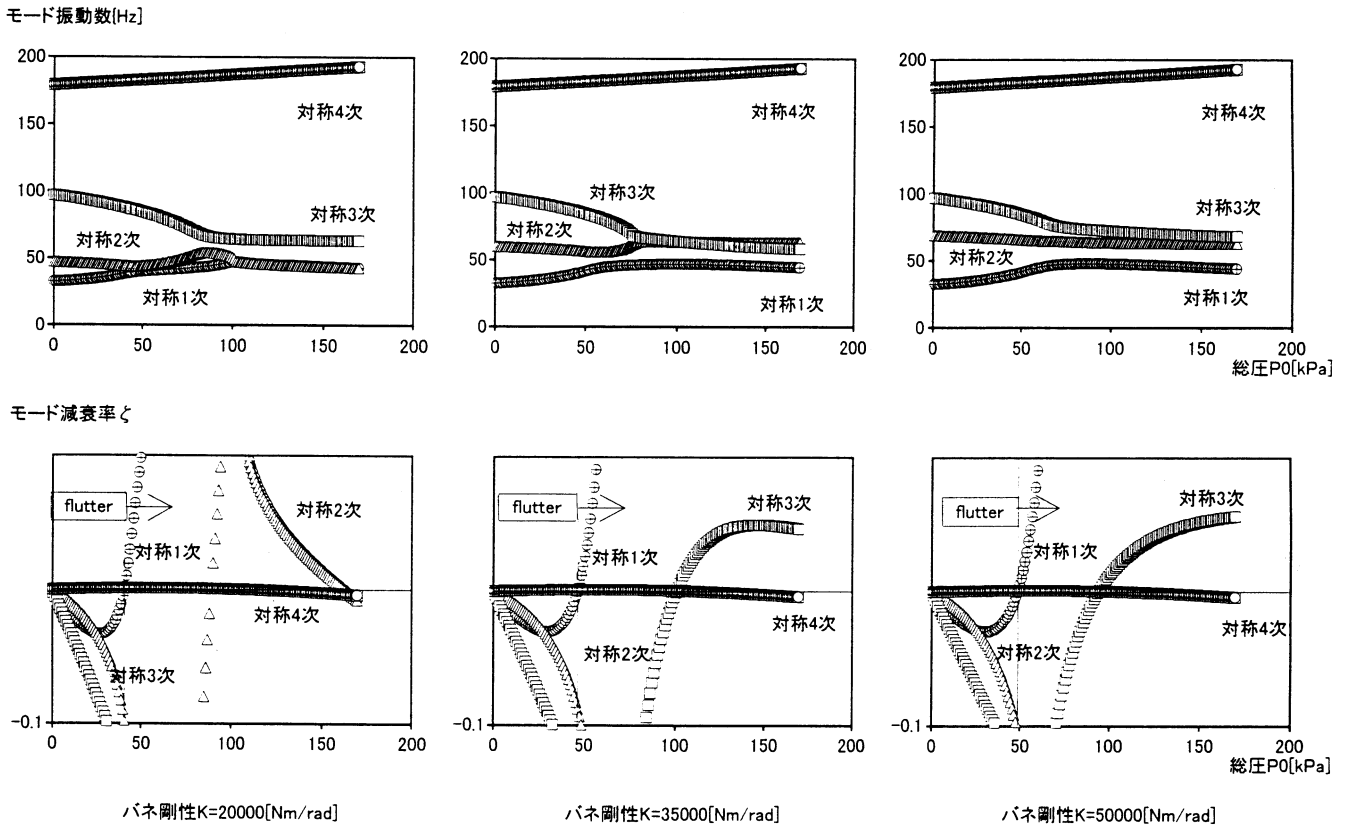 モード振動数[Hz]
200
150
100
50
0
対称4次
対称3次
対称2次
対称1次
0 50 100 150 200
200
150
100
50
0
対称4次
対称3次
対称2次
対称1次
0 50 100 150 200
200
150
100
50
0
対称4次
対称3次
対称2次
対称1次
0 50 100 150 200
総圧P0[kPa]
モード減衰率ζ
flutter
対称2次
対称1次
対称4次
対称3次
-0.1
0 50 100 150 200
flutter
対称3次
対称1次
対称4次
対称2次
-0.1
0 50 100 150 200
flutter
対称3次
対称1次
対称4次
対称2次
-0.1
0 50 100 150 200
総圧P0[kPa]
バネ剛性K=20000[Nm/rad]
バネ剛性K=35000[Nm/rad]
バネ剛性K=50000[Nm/rad]